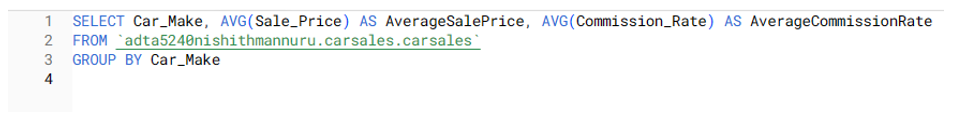 1 SELECT Car_Make, AVG(Sale_Price) AS AverageSalePrice, AVG(Commission_Rate) AS AverageCommissionRate
2 FROM `adta5240nishithmannuru.carsales.carsales`
3 GROUP BY Car_Make
4